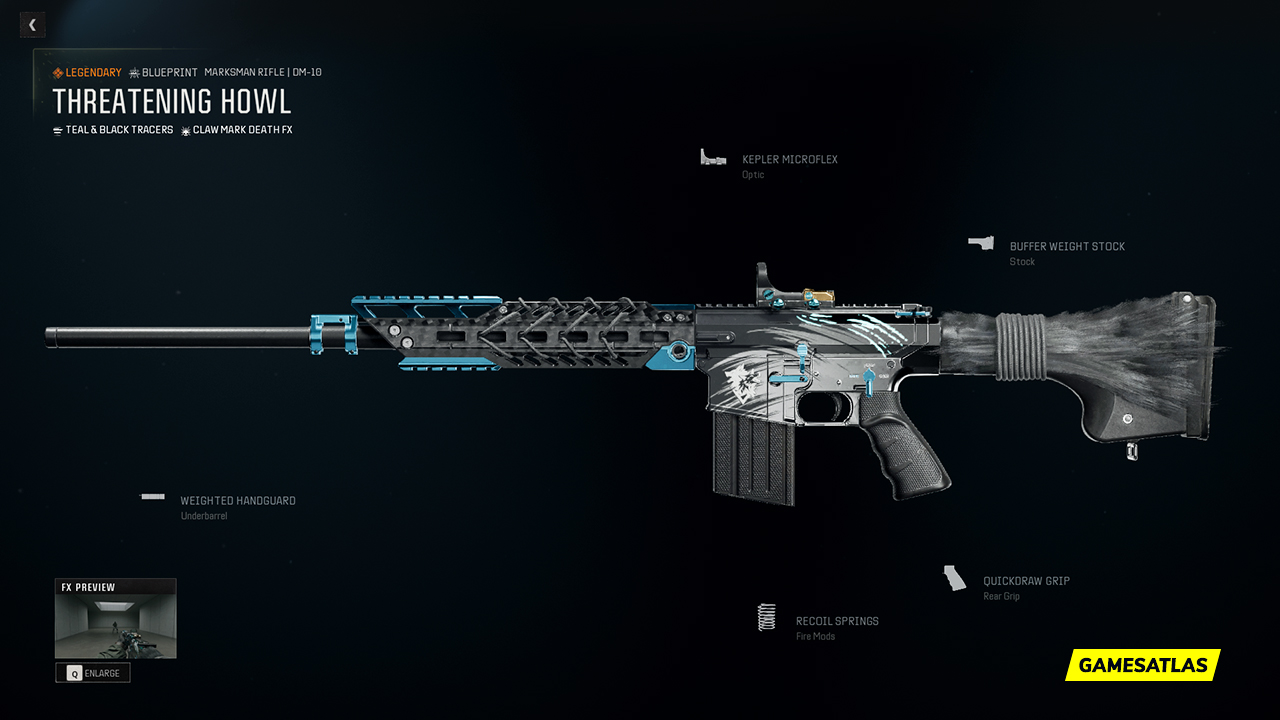 LEGENDARY BLUEPRINT MARKSMAN RIFLE | DM-10
THREATENING HOWL
TEAL & BLACK TRACERS CLAW MARK DEATH FX
KEPLER MICROFLEX
Optic
BUFFER WEIGHT STOCK
Stock
WEIGHTED HANDGUARD
Underbarrel
FX PREVIEW
Q ENLARGE
QUICKDRAW GRIP
Rear Grip
RECOIL SPRINGS
Fire Mods
GAMESATLAS